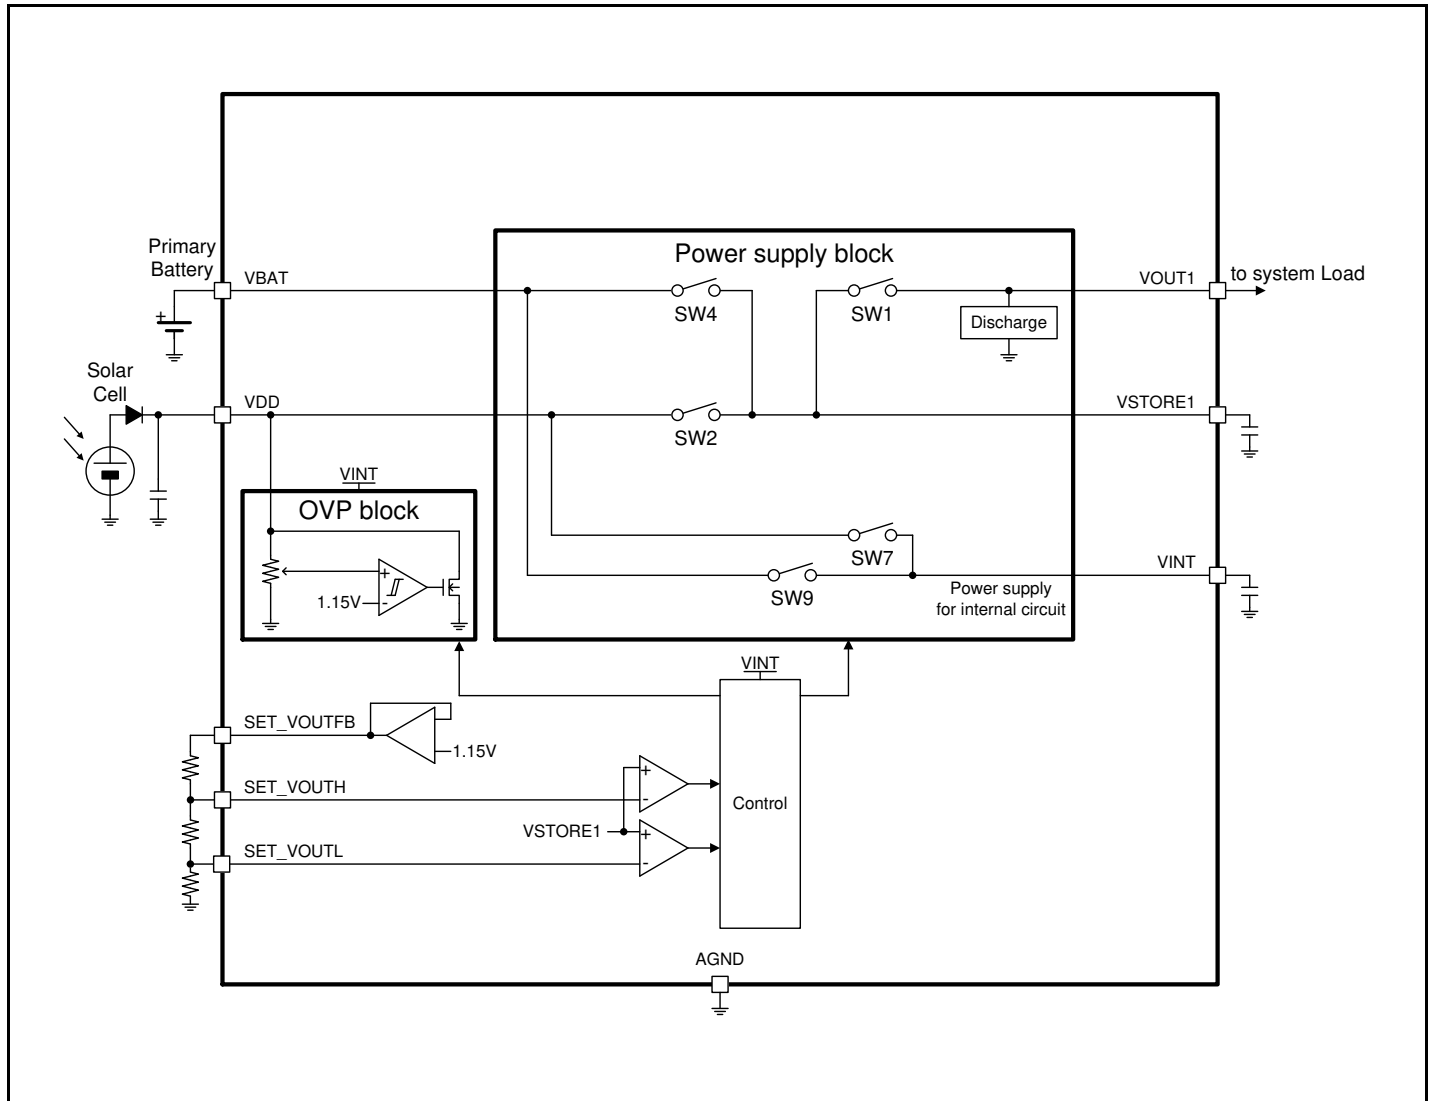 Power supply block
Primary
Battery
VBAT
SW4
SW1
Discharge
VOUT1
to system Load
Solar
Cell
VDD
SW2
VSTORE1
VINT
OVP block
+
-
1.15V
SW7
SW9
Power supply
for internal circuit
VINT
VINT
SET_VOUTFB
1.15V
SET_VOUTH
+
-
Control
VSTORE1
+
-
SET_VOUTL
AGND
+